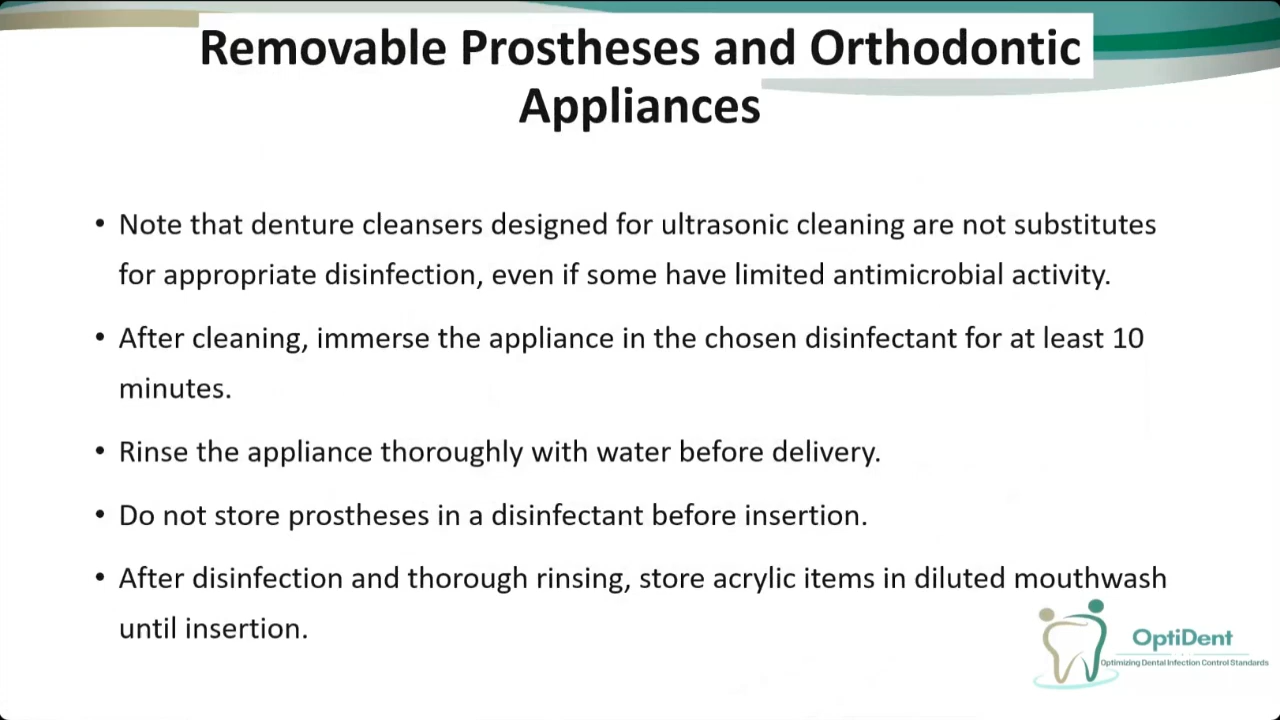 Removable Prostheses and Orthodontic
Appliances
• Note that denture cleansers designed for ultrasonic cleaning are not substitutes
for appropriate disinfection, even if some have limited antimicrobial activity.
• After cleaning, immerse the appliance in the chosen disinfectant for at least 10
minutes.
• Rinse the appliance thoroughly with water before delivery.
• Do not store prostheses in a disinfectant before insertion.
• After disinfection and thorough rinsing, store acrylic items in diluted mouthwash
until insertion.
OptiDent
Optimizing Dental Infection Control Standards